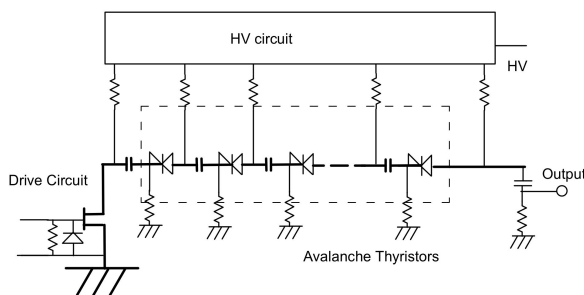 HV circuit
HV
Drive Circuit
Output
Avalanche Thyristors